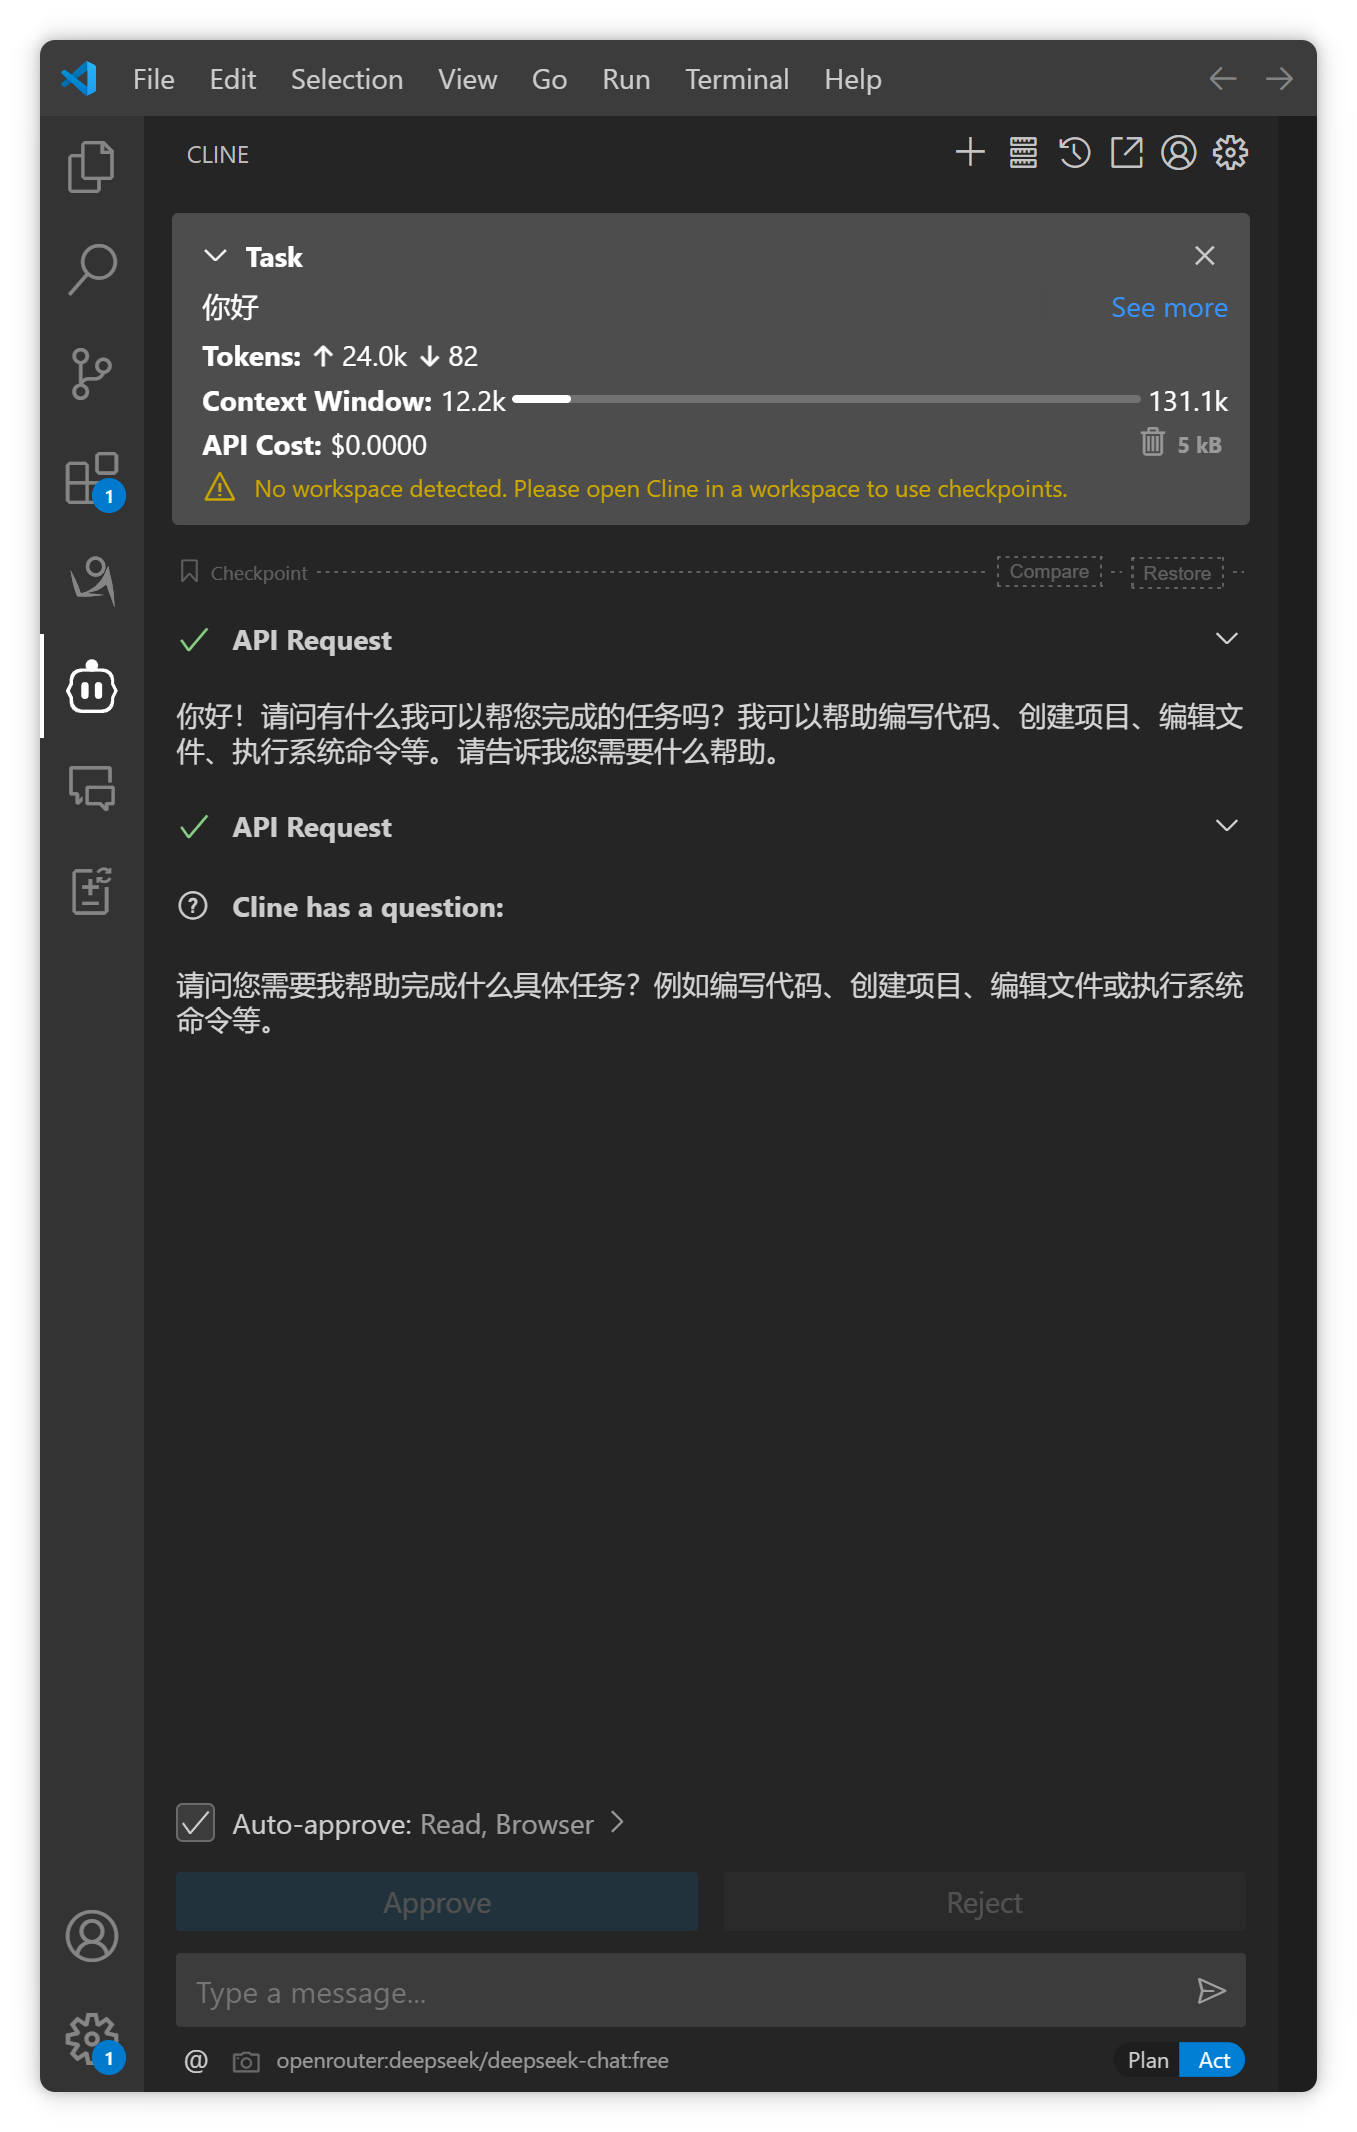 File Edit Selection View Go Run Terminal Help
CLINE
Task
你好 See more
Tokens: ↑ 24.0k ↓ 82
Context Window: 12.2k 131.1k
API Cost: $0.0000 5 kB
No workspace detected. Please open Cline in a workspace to use checkpoints.
1
Checkpoint Compare Restore
API Request
你好！请问有什么我可以帮您完成的任务吗？我可以帮助编写代码、创建项目、编辑文
件、执行系统命令等。请告诉我您需要什么帮助。
API Request
Cline has a question:
请问您需要我帮助完成什么具体任务？例如编写代码、创建项目、编辑文件或执行系统
命令等。
Auto-approve: Read, Browser
Approve Reject
Type a message...
1
@ openrouter:deepseek/deepseek-chat:free Plan Act